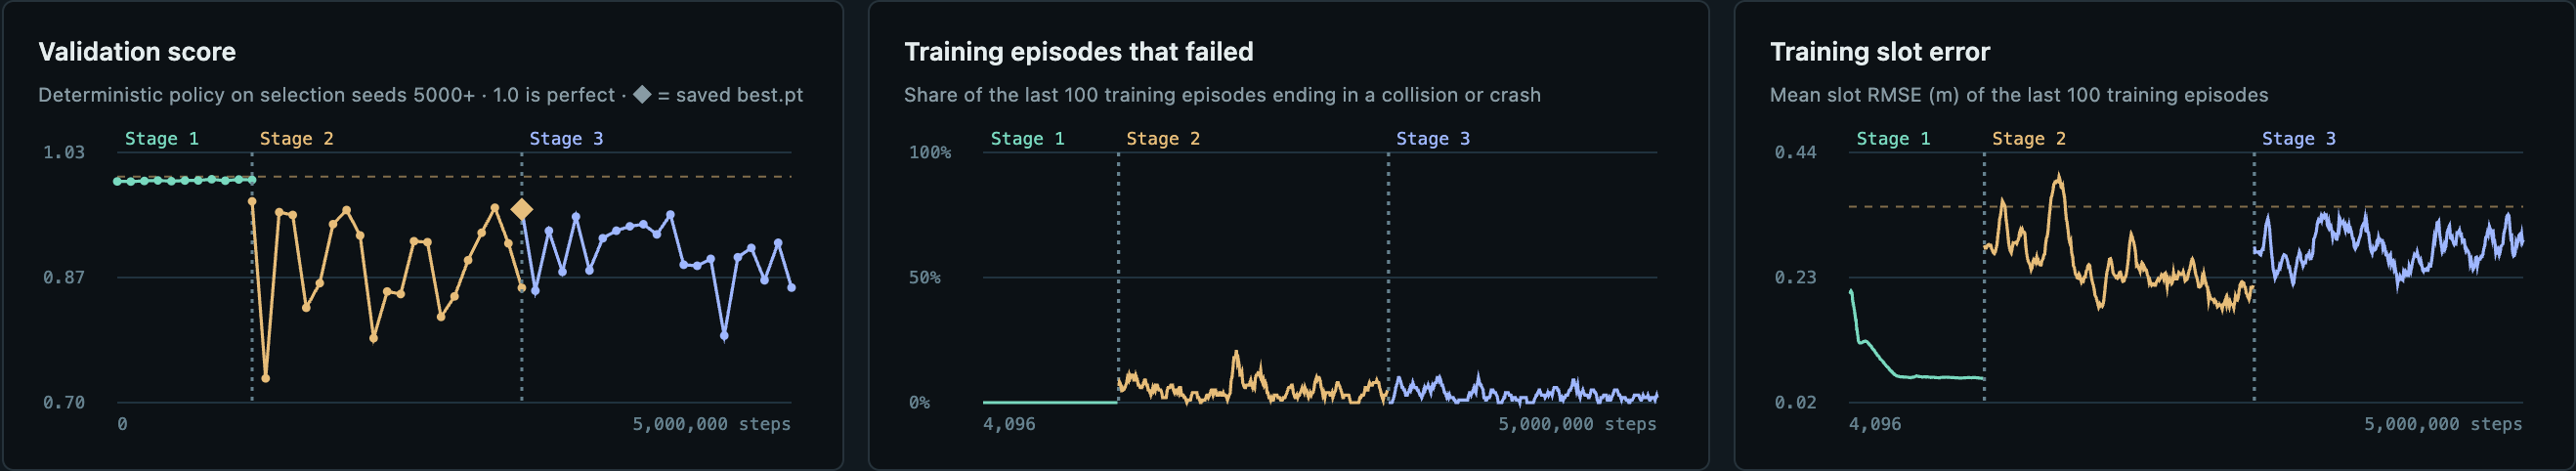 Validation score
Deterministic policy on selection seeds 5000+ · 1.0 is perfect · ◆ = saved best.pt
Stage 1
Stage 2
Stage 3
1.03
0.87
0.70
0
5,000,000 steps
Training episodes that failed
Share of the last 100 training episodes ending in a collision or crash
Stage 1
Stage 2
Stage 3
100%
50%
0%
4,096
5,000,000 steps
Training slot error
Mean slot RMSE (m) of the last 100 training episodes
Stage 1
Stage 2
Stage 3
0.44
0.23
0.02
4,096
5,000,000 steps